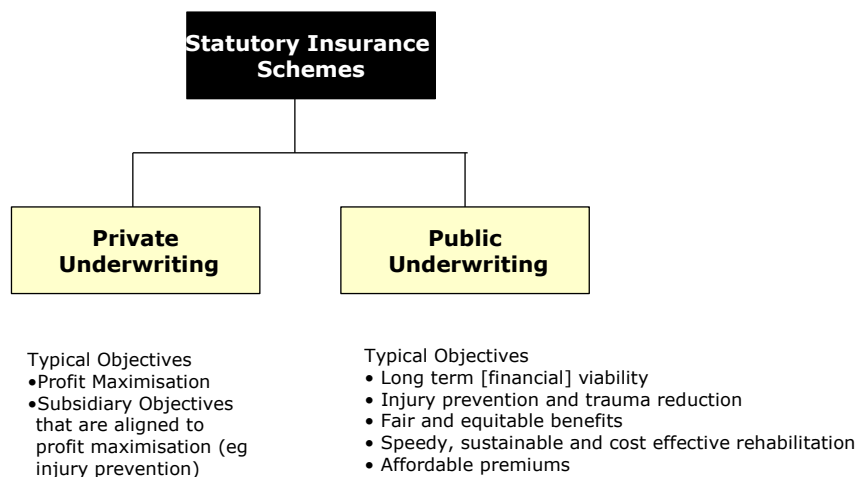 Statutory Insurance
Schemes
Private
Underwriting
Public
Underwriting
Typical Objectives
•Profit Maximisation
•Subsidiary Objectives
that are aligned to
profit maximisation (eg
injury prevention)
Typical Objectives
• Long term [financial] viability
• Injury prevention and trauma reduction
• Fair and equitable benefits
• Speedy, sustainable and cost effective rehabilitation
• Affordable premiums